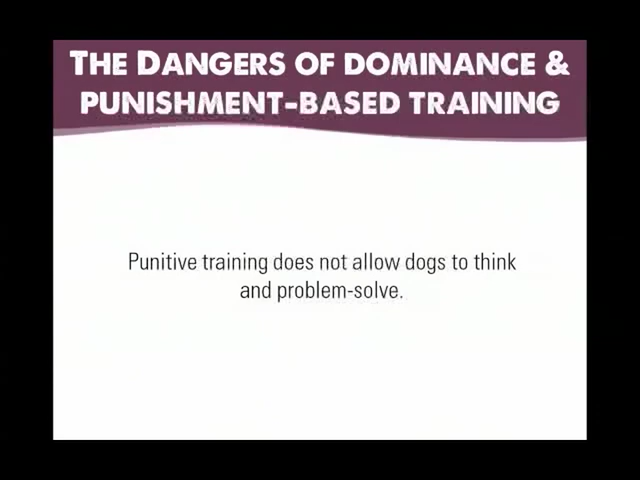 THE DANGERS OF DOMINANCE &
PUNISHMENT-BASED TRAINING
Punitive training does not allow dogs to think
and problem-solve.